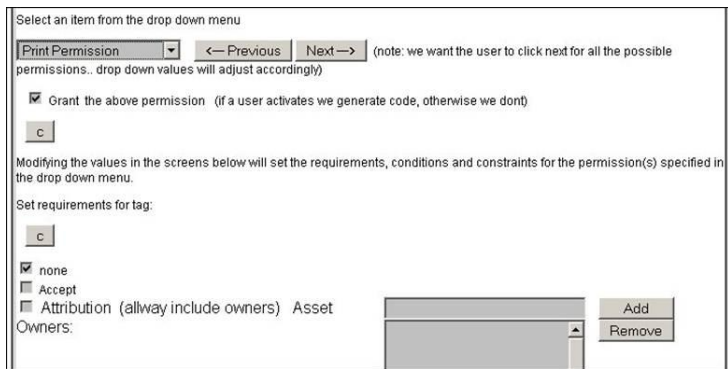 Select an item from the drop down menu
Print Permission <-- Previous Next --> (note: we want the user to click next for all the possible
permissions.. drop down values will adjust accordingly)
Grant the above permission (if a user activates we generate code, otherwise we dont)
c
Modifying the values in the screens below will set the requirements, conditions and constraints for the permission(s) specified in
the drop down menu.
Set requirements for tag:
c
none
Accept
Attribution (allway include owners) Asset
Owners:
Add
Remove